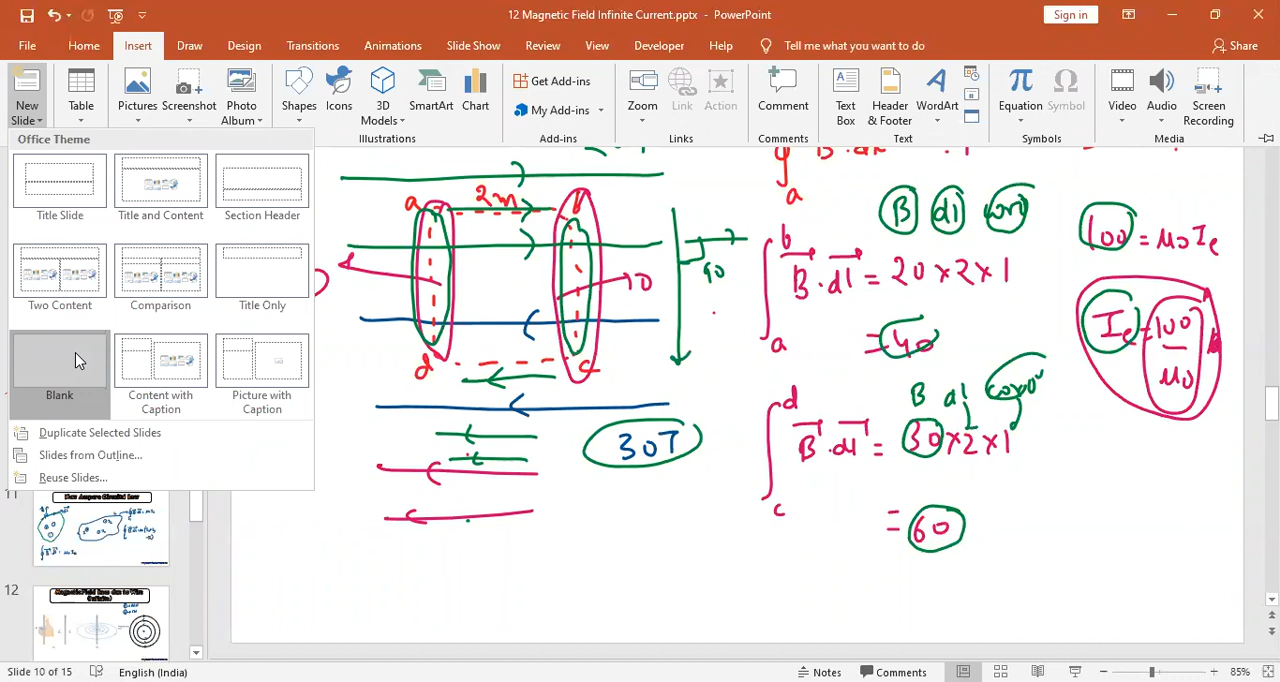 12 Magnetic Field Infinite Current.pptx - PowerPoint
Sign in
File Home Insert Draw Design Transitions Animations Slide Show Review View Developer Help Tell me what you want to do Share
New Slide
Table
Pictures
Screenshot
Photo Album
Shapes
Icons
3D Models
SmartArt
Chart
Get Add-ins
My Add-ins
Zoom
Link
Action
Comment
Text Box
Header & Footer
WordArt
Equation
Symbol
Video
Audio
Screen Recording
Illustrations
Add-ins
Links
Comments
Text
Symbols
Media
Office Theme
Title Slide
Title and Content
Section Header
Two Content
Comparison
Title Only
Blank
Content with Caption
Picture with Caption
Duplicate Selected Slides
Slides from Outline...
Reuse Slides...
11
12
a 2m b
0
90
d c
30T
a
B dl
b
∫ B·dl = 20×2×1
a
= 40
B dl cos0°
d
∫ B·dl = 30×2×1
c
= 60
100 = μ0 Ie
Ie = 100
μ0
Slide 10 of 15
English (India)
Notes
Comments
85%